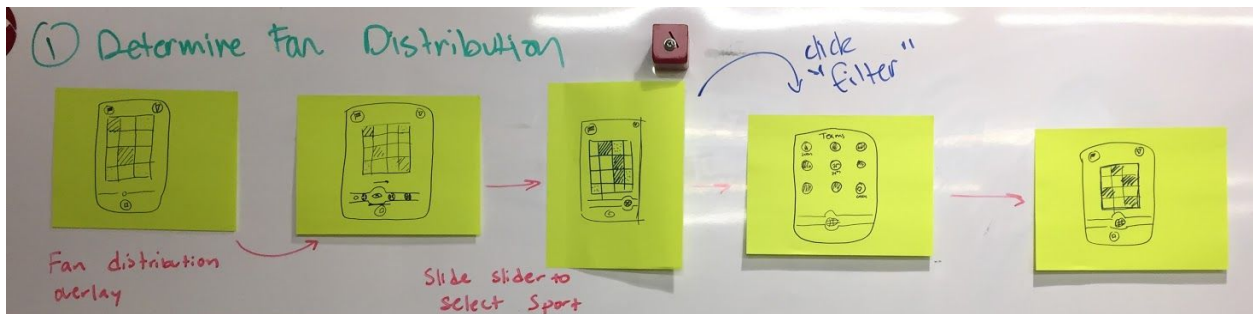 ① Determine Fan Distribution
click
"filter"
Teams
Fan distribution
overlay
Slide slider to
select Sport